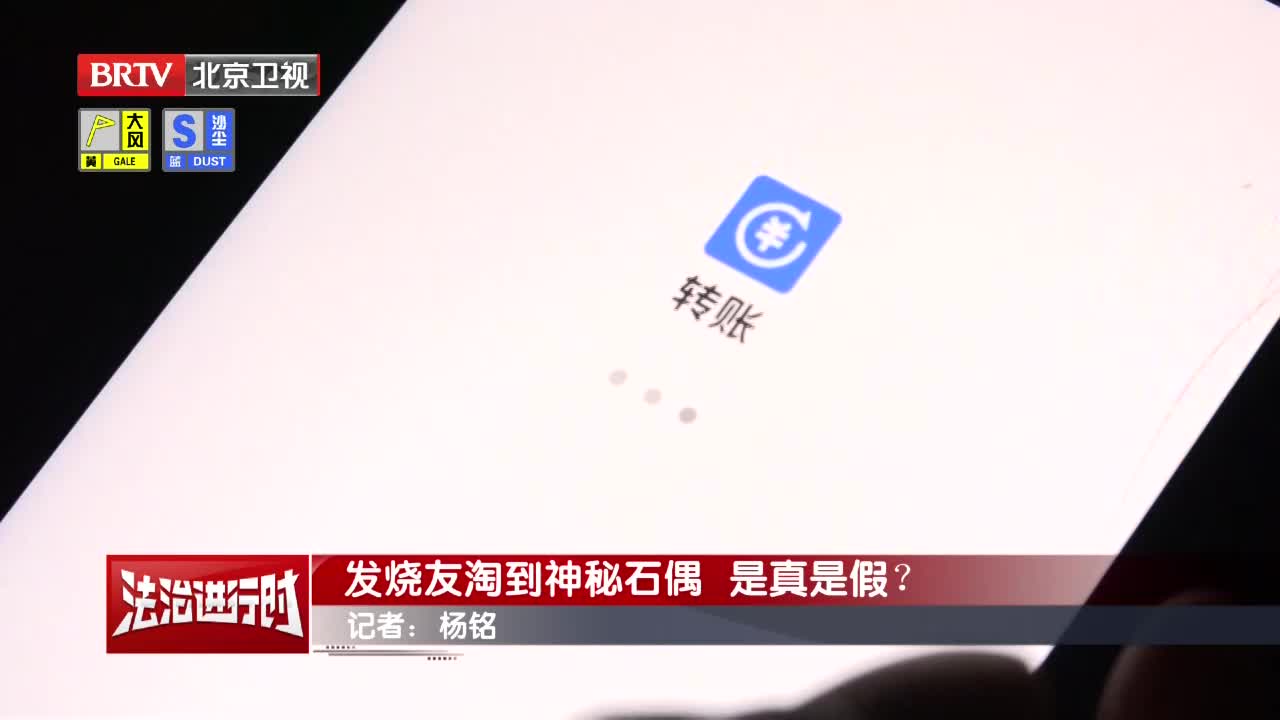 BRTV 北京卫视
大风
黄 GALE
S 沙尘
蓝 DUST
¥
转账
法治进行时
发烧友淘到神秘石偶 是真是假？
记者： 杨铭